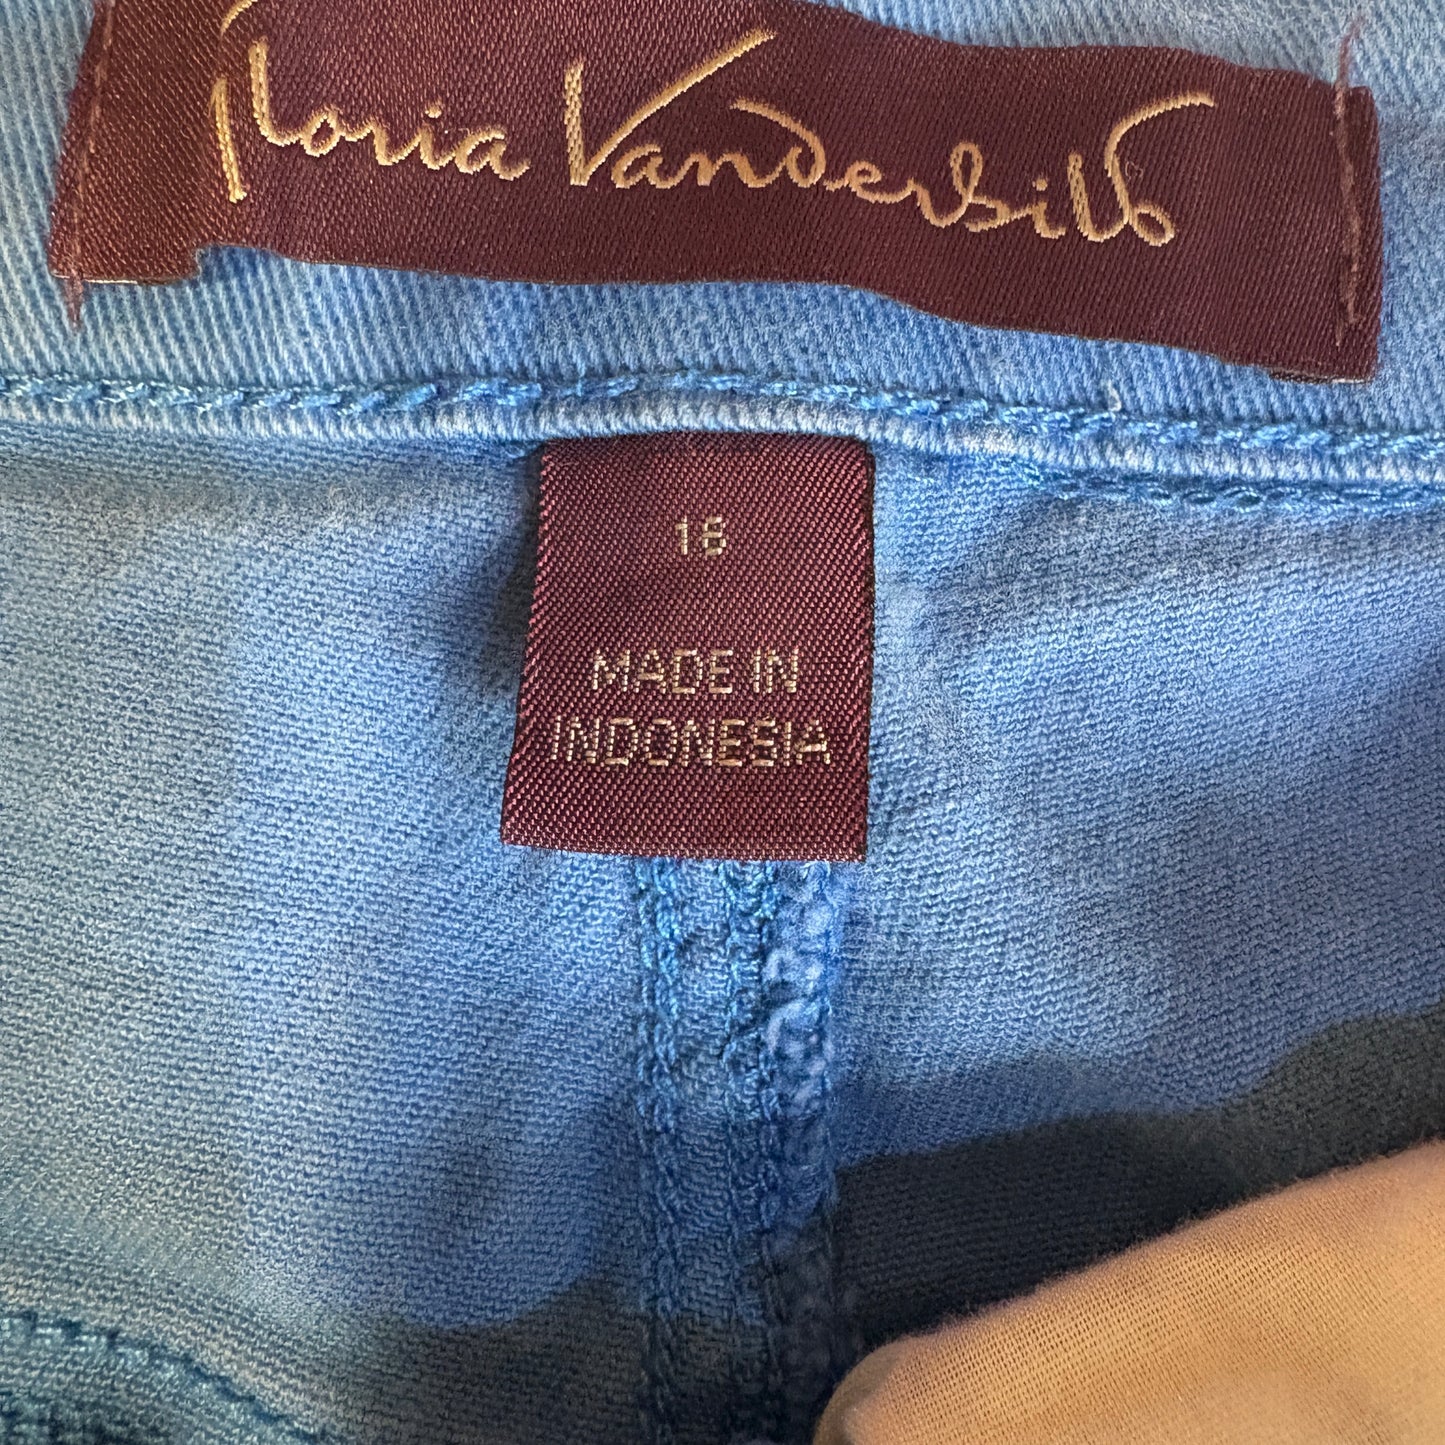 Gloria Vanderbilt
16
MADE IN
INDONESIA